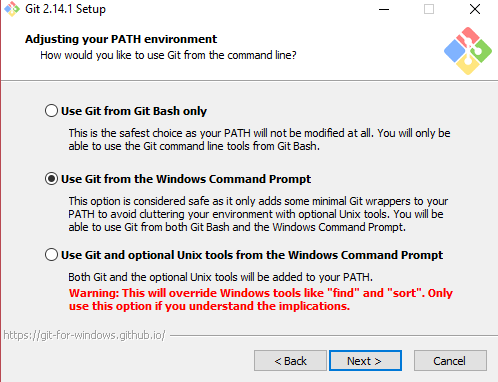 Git 2.14.1 Setup
Adjusting your PATH environment
How would you like to use Git from the command line?
Use Git from Git Bash only
This is the safest choice as your PATH will not be modified at all. You will only
be able to use the Git command line tools from Git Bash.
Use Git from the Windows Command Prompt
This option is considered safe as it only adds some minimal Git wrappers to your
PATH to avoid cluttering your environment with optional Unix tools. You will be
able to use Git from both Git Bash and the Windows Command Prompt.
Use Git and optional Unix tools from the Windows Command Prompt
Both Git and the optional Unix tools will be added to your PATH.
Warning: This will override Windows tools like "find" and "sort". Only
use this option if you understand the implications.
https://git-for-windows.github.io/
< Back Next > Cancel